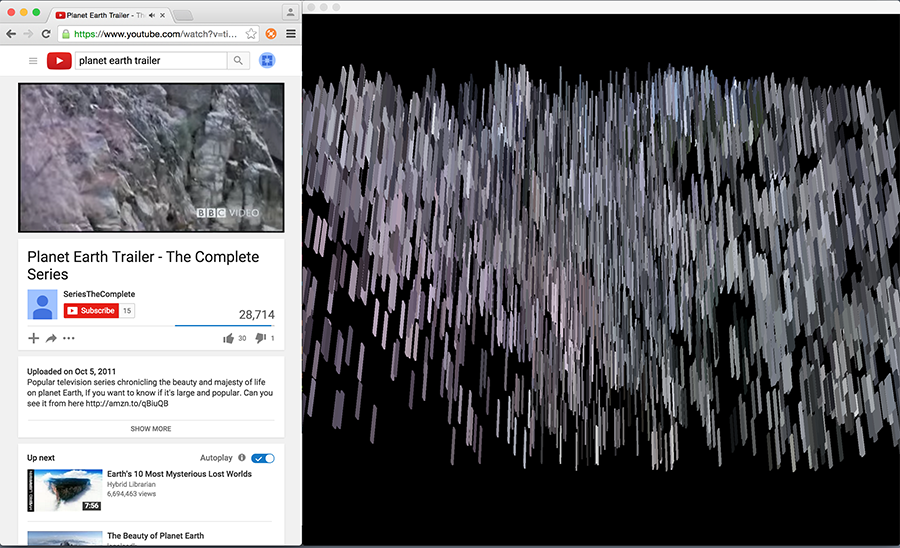 Planet Earth Trailer - The
https://www.youtube.com/watch?v=ti...
planet earth trailer
BBC VIDEO
Planet Earth Trailer - The Complete
Series
SeriesTheComplete
Subscribe 15
28,714
30 1
Uploaded on Oct 5, 2011
Popular television series chronicling the beauty and majesty of life
on planet Earth, If you want to know if it's large and popular. Can you
see it from here http://amzn.to/qBiuQB
SHOW MORE
Up next Autoplay
Earth's 10 Most Mysterious Lost Worlds
Hybrid Librarian
6,694,463 views
7:56
The Beauty of Planet Earth